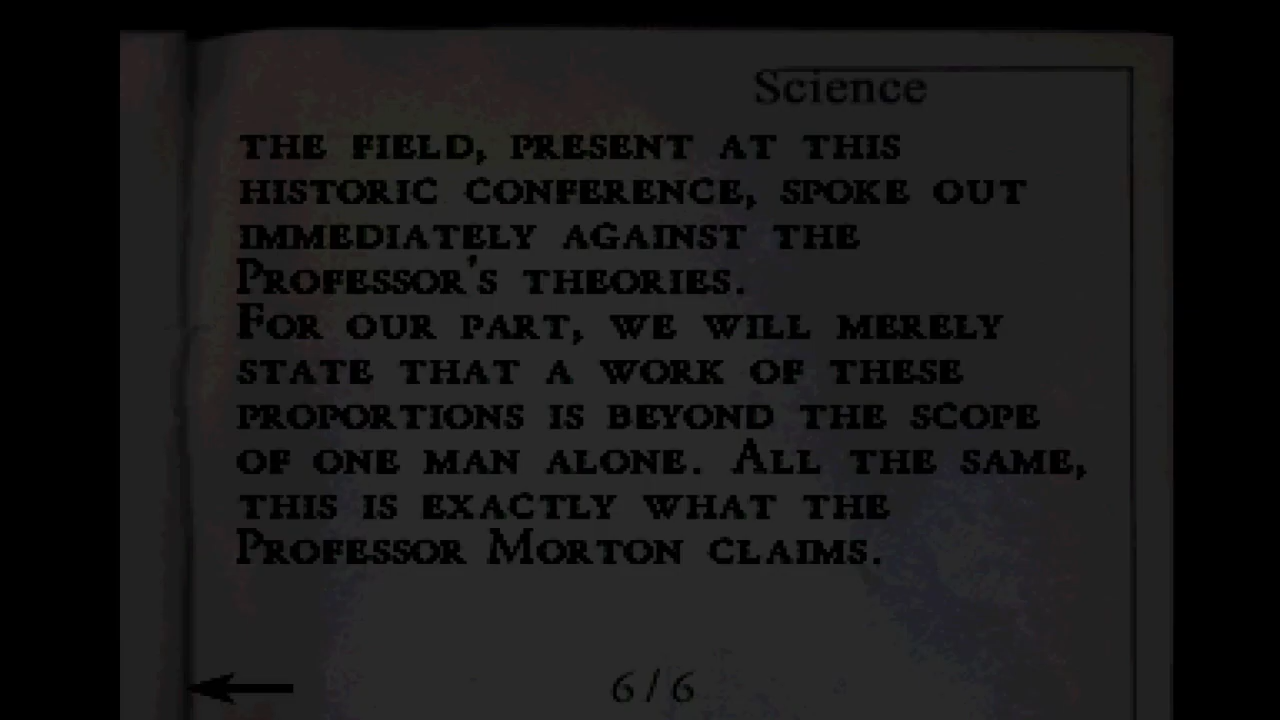 Science
THE FIELD, PRESENT AT THIS
HISTORIC CONFERENCE, SPOKE OUT
IMMEDIATELY AGAINST THE
PROFESSOR'S THEORIES.
FOR OUR PART, WE WILL MERELY
STATE THAT A WORK OF THESE
PROPORTIONS IS BEYOND THE SCOPE
OF ONE MAN ALONE. ALL THE SAME,
THIS IS EXACTLY WHAT THE
PROFESSOR MORTON CLAIMS.
6/6